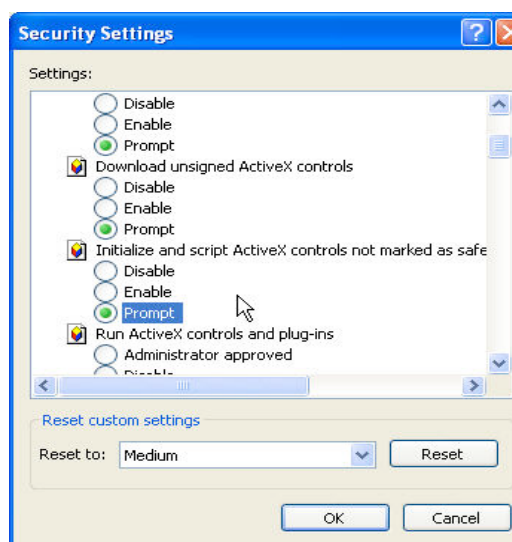 Security Settings
Settings:
Disable
Enable
Prompt
Download unsigned ActiveX controls
Disable
Enable
Prompt
Initialize and script ActiveX controls not marked as safe
Disable
Enable
Prompt
Run ActiveX controls and plug-ins
Administrator approved
Disable
Reset custom settings
Reset to: Medium Reset
OK Cancel